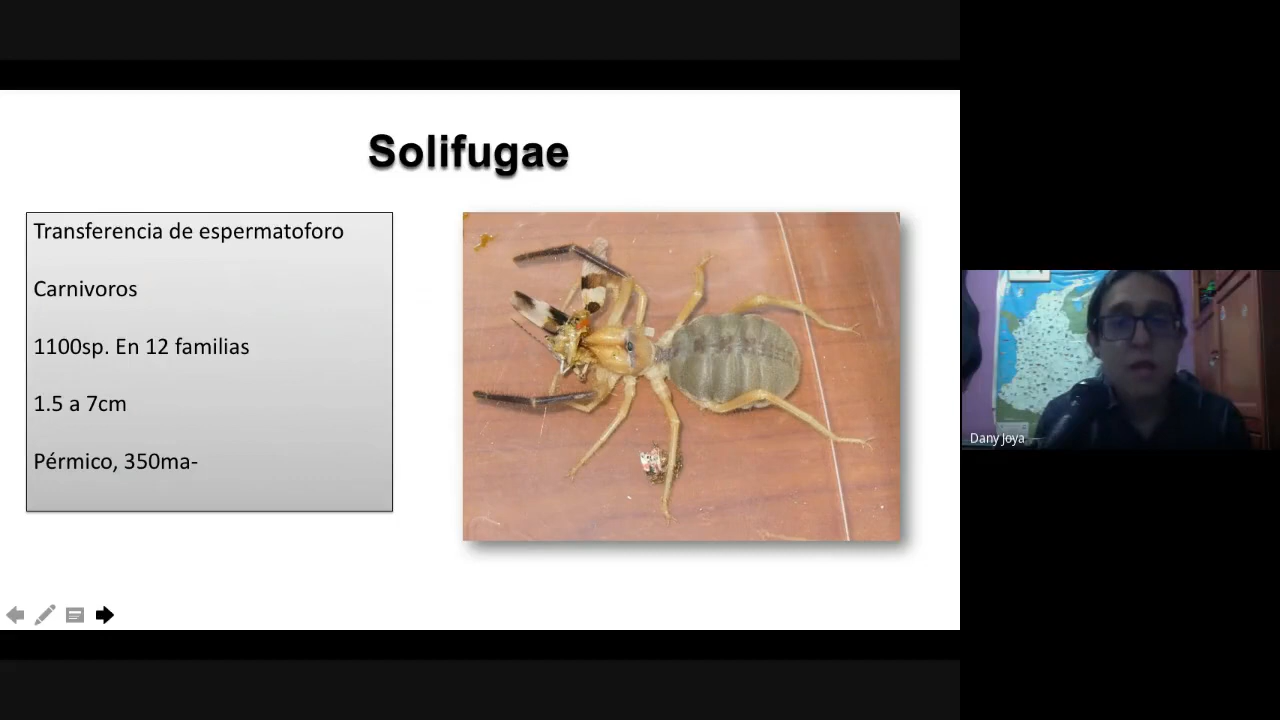 Solifugae
Transferencia de espermatoforo
Carnivoros
1100sp. En 12 familias
1.5 a 7cm
Pérmico, 350ma-
Dany Joya